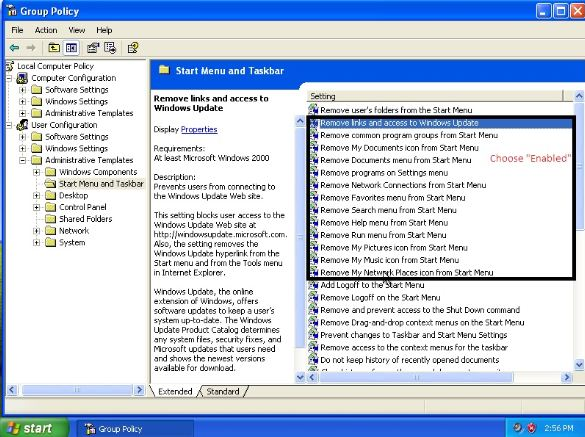 Group Policy
File Action View Help
Local Computer Policy
Computer Configuration
Software Settings
Windows Settings
Administrative Templates
User Configuration
Software Settings
Windows Settings
Administrative Templates
Windows Components
Start Menu and Taskbar
Desktop
Control Panel
Shared Folders
Network
System
Start Menu and Taskbar
Remove links and access to
Windows Update
Display Properties
Requirements:
At least Microsoft Windows 2000
Description:
Prevents users from connecting to
the Windows Update Web site.
This setting blocks user access to the
Windows Update Web site at
http://windowsupdate.microsoft.com.
Also, the setting removes the
Windows Update hyperlink from the
Start menu and from the Tools menu
in Internet Explorer.
Windows Update, the online
extension of Windows, offers
software updates to keep a user's
system up-to-date. The Windows
Update Product Catalog determines
any system files, security fixes, and
Microsoft updates that users need
and shows the newest versions
available for download.
Setting
Remove user's folders from the Start Menu
Remove links and access to Windows Update
Remove common program groups from Start Menu
Remove My Documents icon from Start Menu
Remove Documents menu from Start Menu
Choose "Enabled"
Remove programs on Settings menu
Remove Network Connections from Start Menu
Remove Favorites menu from Start Menu
Remove Search menu from Start Menu
Remove Help menu from Start Menu
Remove Run menu from Start Menu
Remove My Pictures icon from Start Menu
Remove My Music icon from Start Menu
Remove My Network Places icon from Start Menu
Add Logoff to the Start Menu
Remove Logoff on the Start Menu
Remove and prevent access to the Shut Down command
Remove Drag-and-drop context menus on the Start Menu
Prevent changes to Taskbar and Start Menu Settings
Remove access to the context menus for the taskbar
Do not keep history of recently opened documents
Extended Standard
start
Group Policy
2:56 PM